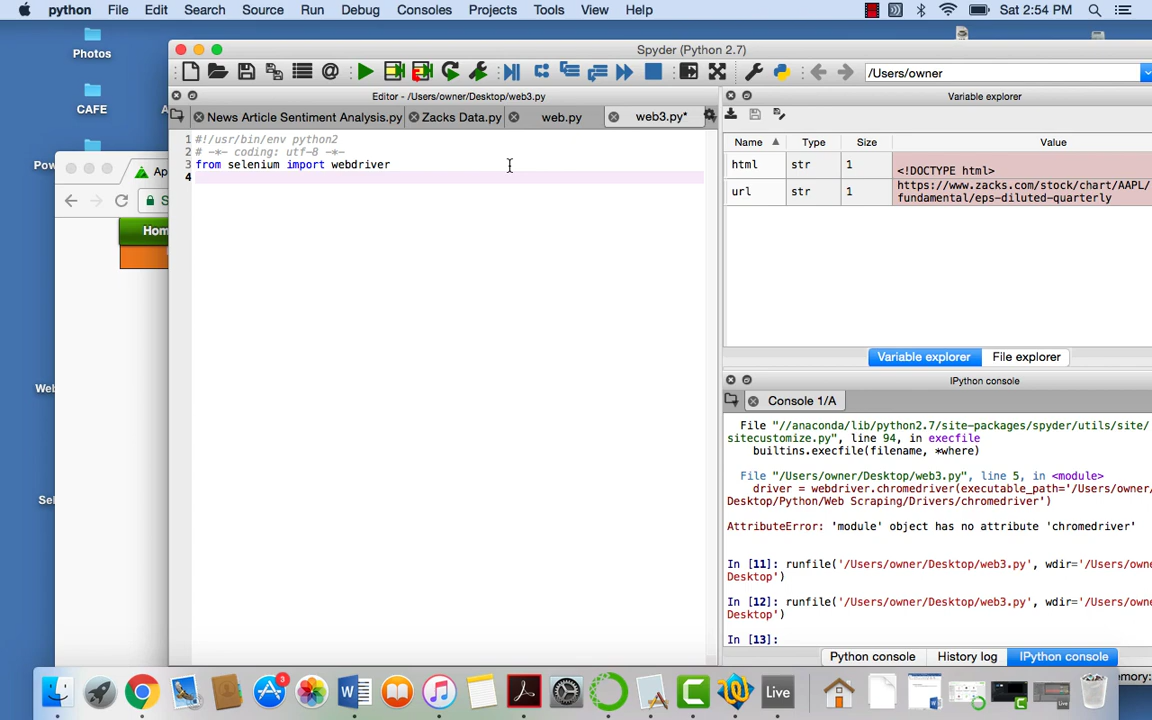 python File Edit Search Source Run Debug Consoles Projects Tools View Help Sat 2:54 PM
Photos
CAFE
Pow
Web
Sel
Ap
S
Hom
Spyder (Python 2.7)
/Users/owner
Editor - /Users/owner/Desktop/web3.py
News Article Sentiment Analysis.py Zacks Data.py web.py web3.py*
1 #!/usr/bin/env python2
2 # -*- coding: utf-8 -*-
3 from selenium import webdriver
4
Variable explorer
Name Type Size Value
html str 1 <!DOCTYPE html>
url str 1 https://www.zacks.com/stock/chart/AAPL/
fundamental/eps-diluted-quarterly
Variable explorer File explorer
IPython console
Console 1/A
File "//anaconda/lib/python2.7/site-packages/spyder/utils/site/
sitecustomize.py", line 94, in execfile
builtins.execfile(filename, *where)
File "/Users/owner/Desktop/web3.py", line 5, in <module>
driver = webdriver.chromedriver(executable_path='/Users/owner/
Desktop/Python/Web Scraping/Drivers/chromedriver')
AttributeError: 'module' object has no attribute 'chromedriver'
In [11]: runfile('/Users/owner/Desktop/web3.py', wdir='/Users/owne
Desktop')
In [12]: runfile('/Users/owner/Desktop/web3.py', wdir='/Users/owne
Desktop')
In [13]:
Python console History log IPython console
emory:
3
Live